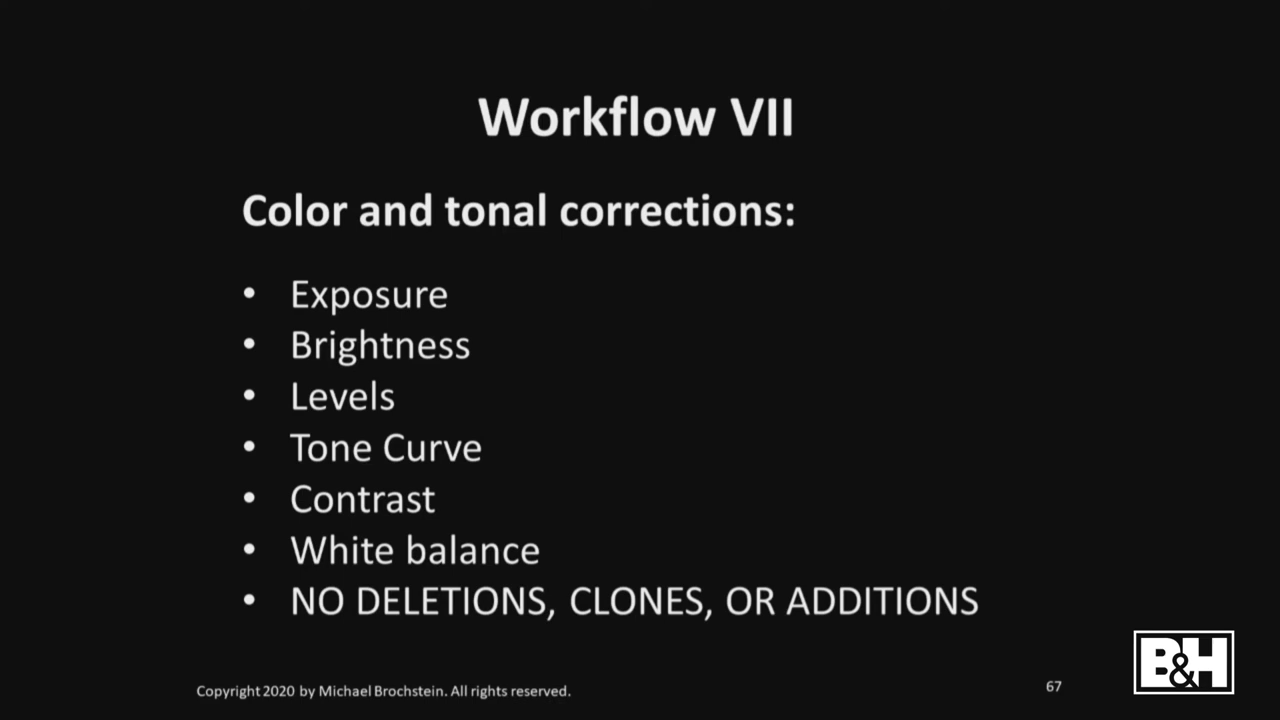 Workflow VII
Color and tonal corrections:
• Exposure
• Brightness
• Levels
• Tone Curve
• Contrast
• White balance
• NO DELETIONS, CLONES, OR ADDITIONS
Copyright 2020 by Michael Brochstein. All rights reserved.
67
B&H